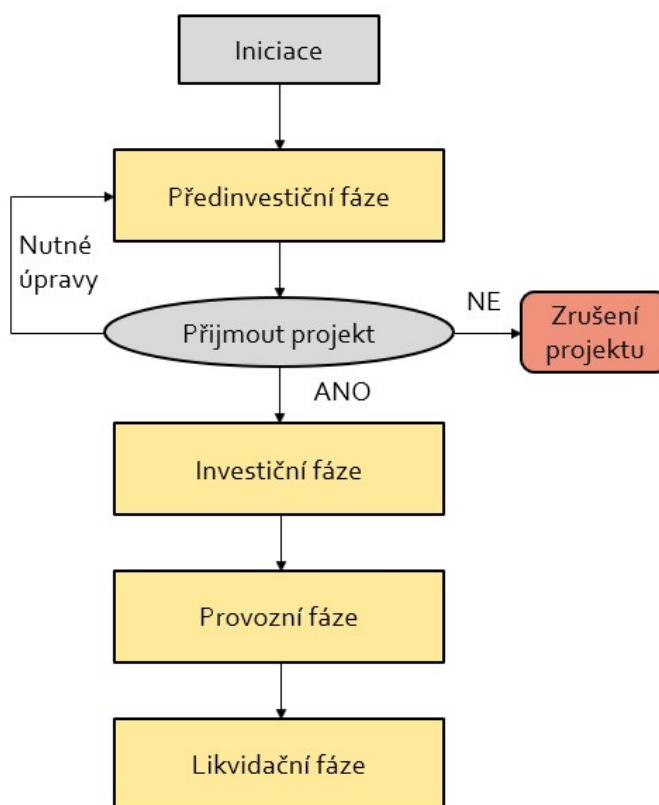 Iniciace
Předinvestiční fáze
Nutné
úpravy
Přijmout projekt
NE
Zrušení
projektu
ANO
Investiční fáze
Provozní fáze
Likvidační fáze